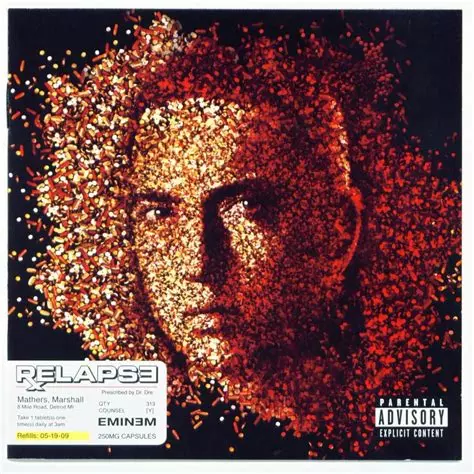 RELAPSE
Rx
Prescribed by Dr. Dre
Mathers, Marshall
8 Mile Road, Detroit MI
QTY 313
COUNSEL [Y]
Take 1 tablet(s) one
time(s) daily at 3am
EMINEM
Refills: 05-19-09
250MG CAPSULES
PARENTAL
ADVISORY
EXPLICIT CONTENT